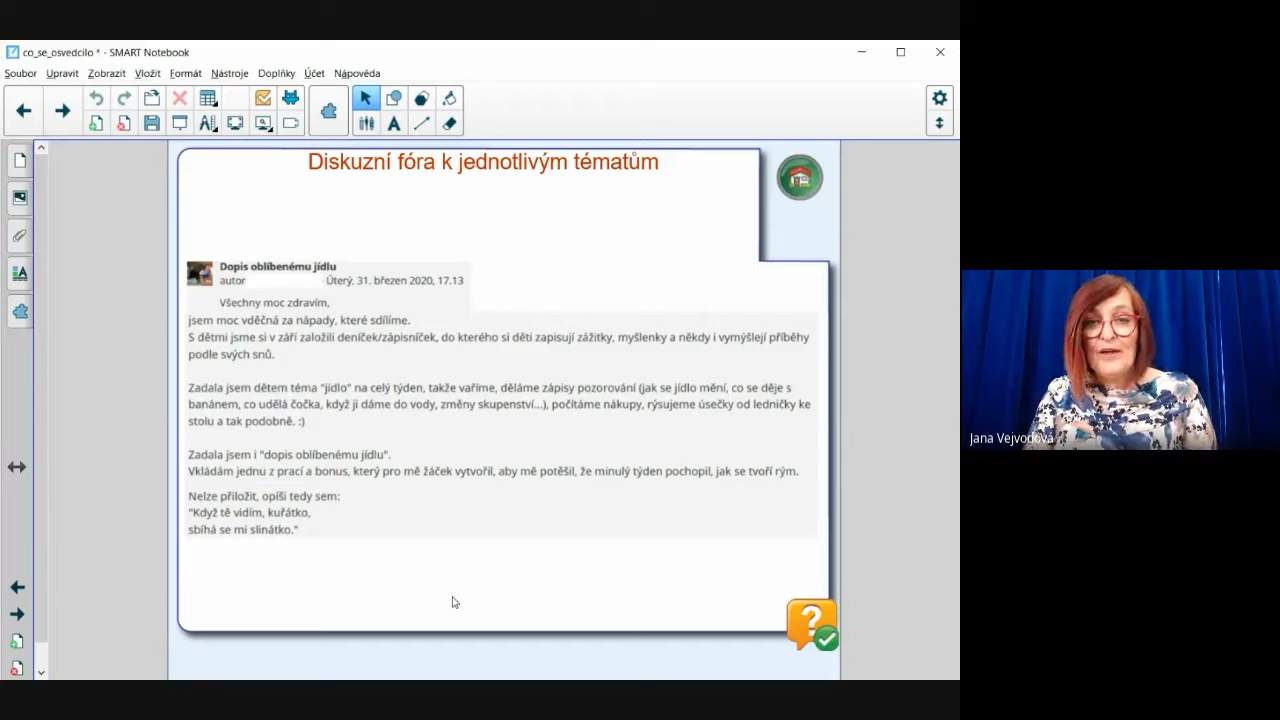 co_se_osvedcilo * - SMART Notebook
Soubor Upravit Zobrazit Vložit Formát Nástroje Doplňky Účet Nápověda
Diskuzní fóra k jednotlivým tématům
Dopis oblíbenému jídlu
autor Úterý, 31. březen 2020, 17.13
Všechny moc zdravím,
jsem moc vděčná za nápady, které sdílíme.
S dětmi jsme si v září založili deníček/zápisníček, do kterého si děti zapisují zážitky, myšlenky a někdy i vymýšlejí příběhy
podle svých snů.
Zadala jsem dětem téma "jídlo" na celý týden, takže vaříme, děláme zápisy pozorování (jak se jídlo mění, co se děje s
banánem, co udělá čočka, když ji dáme do vody, změny skupenství...), počítáme nákupy, rýsujeme úsečky od ledničky ke
stolu a tak podobně. :)
Zadala jsem i "dopis oblíbenému jídlu".
Vkládám jednu z prací a bonus, který pro mě žáček vytvořil, aby mě potěšil, že minulý týden pochopil, jak se tvoří rým.
Nelze přiložit, opíši tedy sem:
"Když tě vidím, kuřátko,
sbíhá se mi slinátko."
Jana Vejvodová